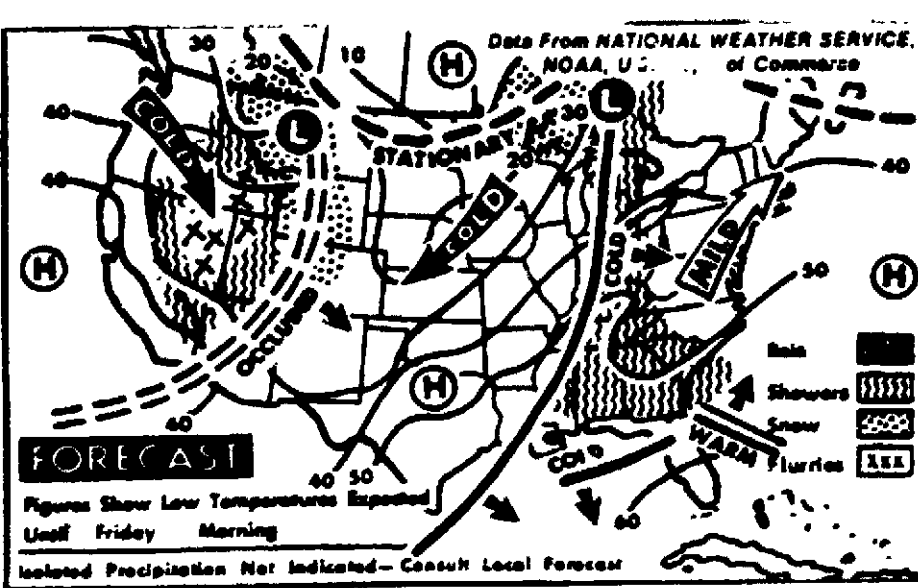 Data From NATIONAL WEATHER SERVICE,
NOAA, U.S. of Commerce
30
20
10
H
30
L
L
40
COLD
STATIONARY
20
40
40
COLD
COLD
MILD
H
H
50
OCCLUDED
H
Rain
Showers
Snow
Flurries
40
WARM
COLD
FORECAST
40 50
60
Figures Show Low Temperatures Expected
Until Friday Morning
Isolated Precipitation Not Indicated – Consult Local Forecast